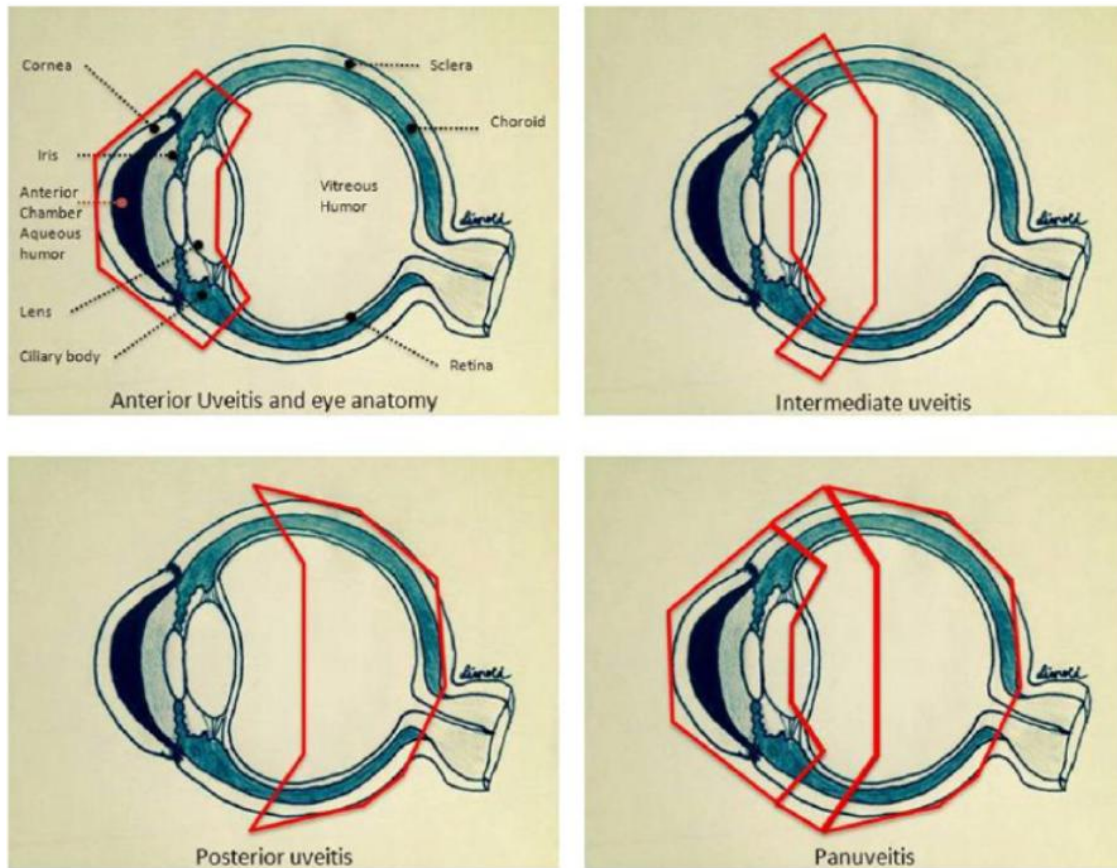 Cornea
Sclera
Choroid
Iris
Anterior
Chamber
Aqueous
humor
Vitreous
Humor
Lens
Ciliary body
Retina
Anterior Uveitis and eye anatomy
Intermediate uveitis
Posterior uveitis
Panuveitis